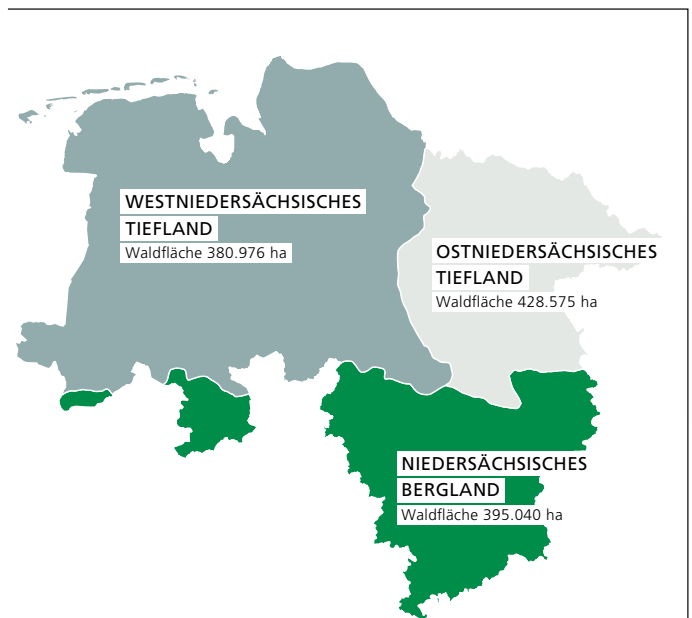 WESTNIEDERSÄCHSISCHES
TIEFLAND
Waldfläche 380.976 ha
OSTNIEDERSÄCHSISCHES
TIEFLAND
Waldfläche 428.575 ha
NIEDERSÄCHSISCHES
BERGLAND
Waldfläche 395.040 ha